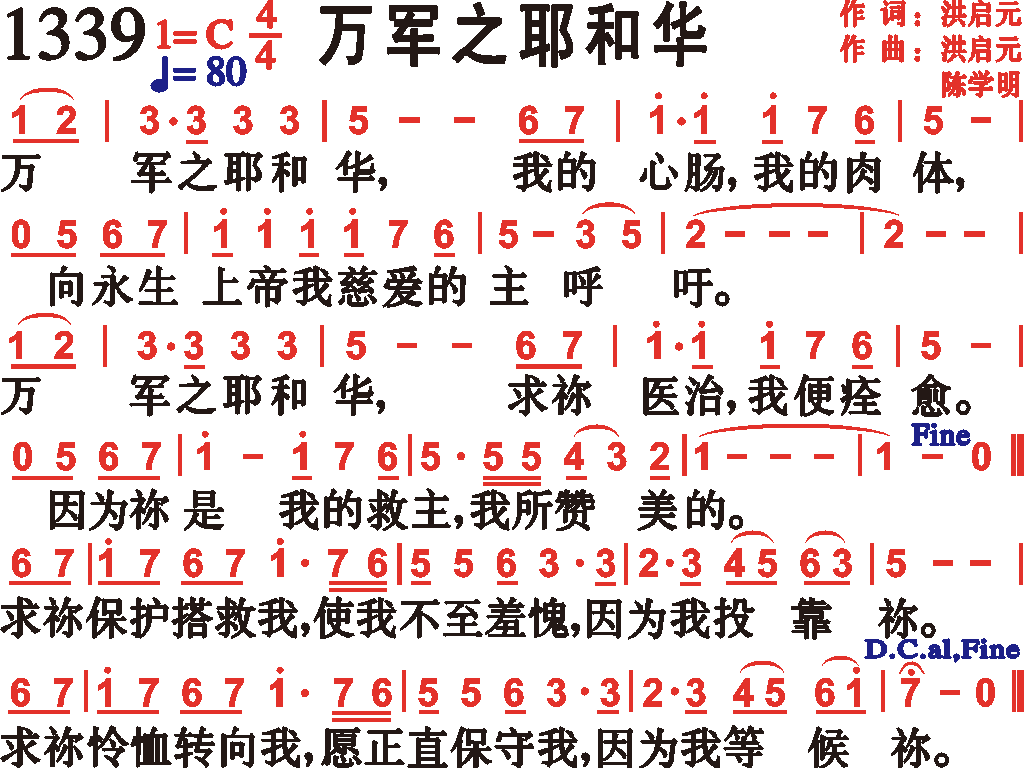 1339 1=C 4/4 万军之耶和华 作 词：洪启元
♩=80 作 曲：洪启元
陈学明
1 2 | 3·3 3 3 | 5 - - 6 7 | i·i i 7 6 | 5 - |
万 军之耶和 华， 我的 心肠，我的肉 体，
0 5 6 7 | i i i i 7 6 | 5 - 3 5 | 2 - - - | 2 - - |
向永生 上帝我慈爱的 主 呼 吁。
1 2 | 3·3 3 3 | 5 - - 6 7 | i·i i 7 6 | 5 - |
万 军之耶和 华， 求祢 医治，我便痊 愈。
Fine
0 5 6 7 | i - i 7 6 | 5 · 5 5 4 3 2 | 1 - - - | 1 - 0 ||
因为祢 是 我的救主，我所赞 美的。
6 7 | i 7 6 7 i · 7 6 | 5 5 6 3 · 3 | 2·3 4 5 6 3 | 5 - - |
求祢保护搭救我，使我不至羞愧，因为我投 靠 祢。
D.C.al,Fine
6 7 | i 7 6 7 i · 7 6 | 5 5 6 3 · 3 | 2·3 4 5 6 i | 7 - 0 ||
求祢怜恤转向我，愿正直保守我，因为我等 候 祢。